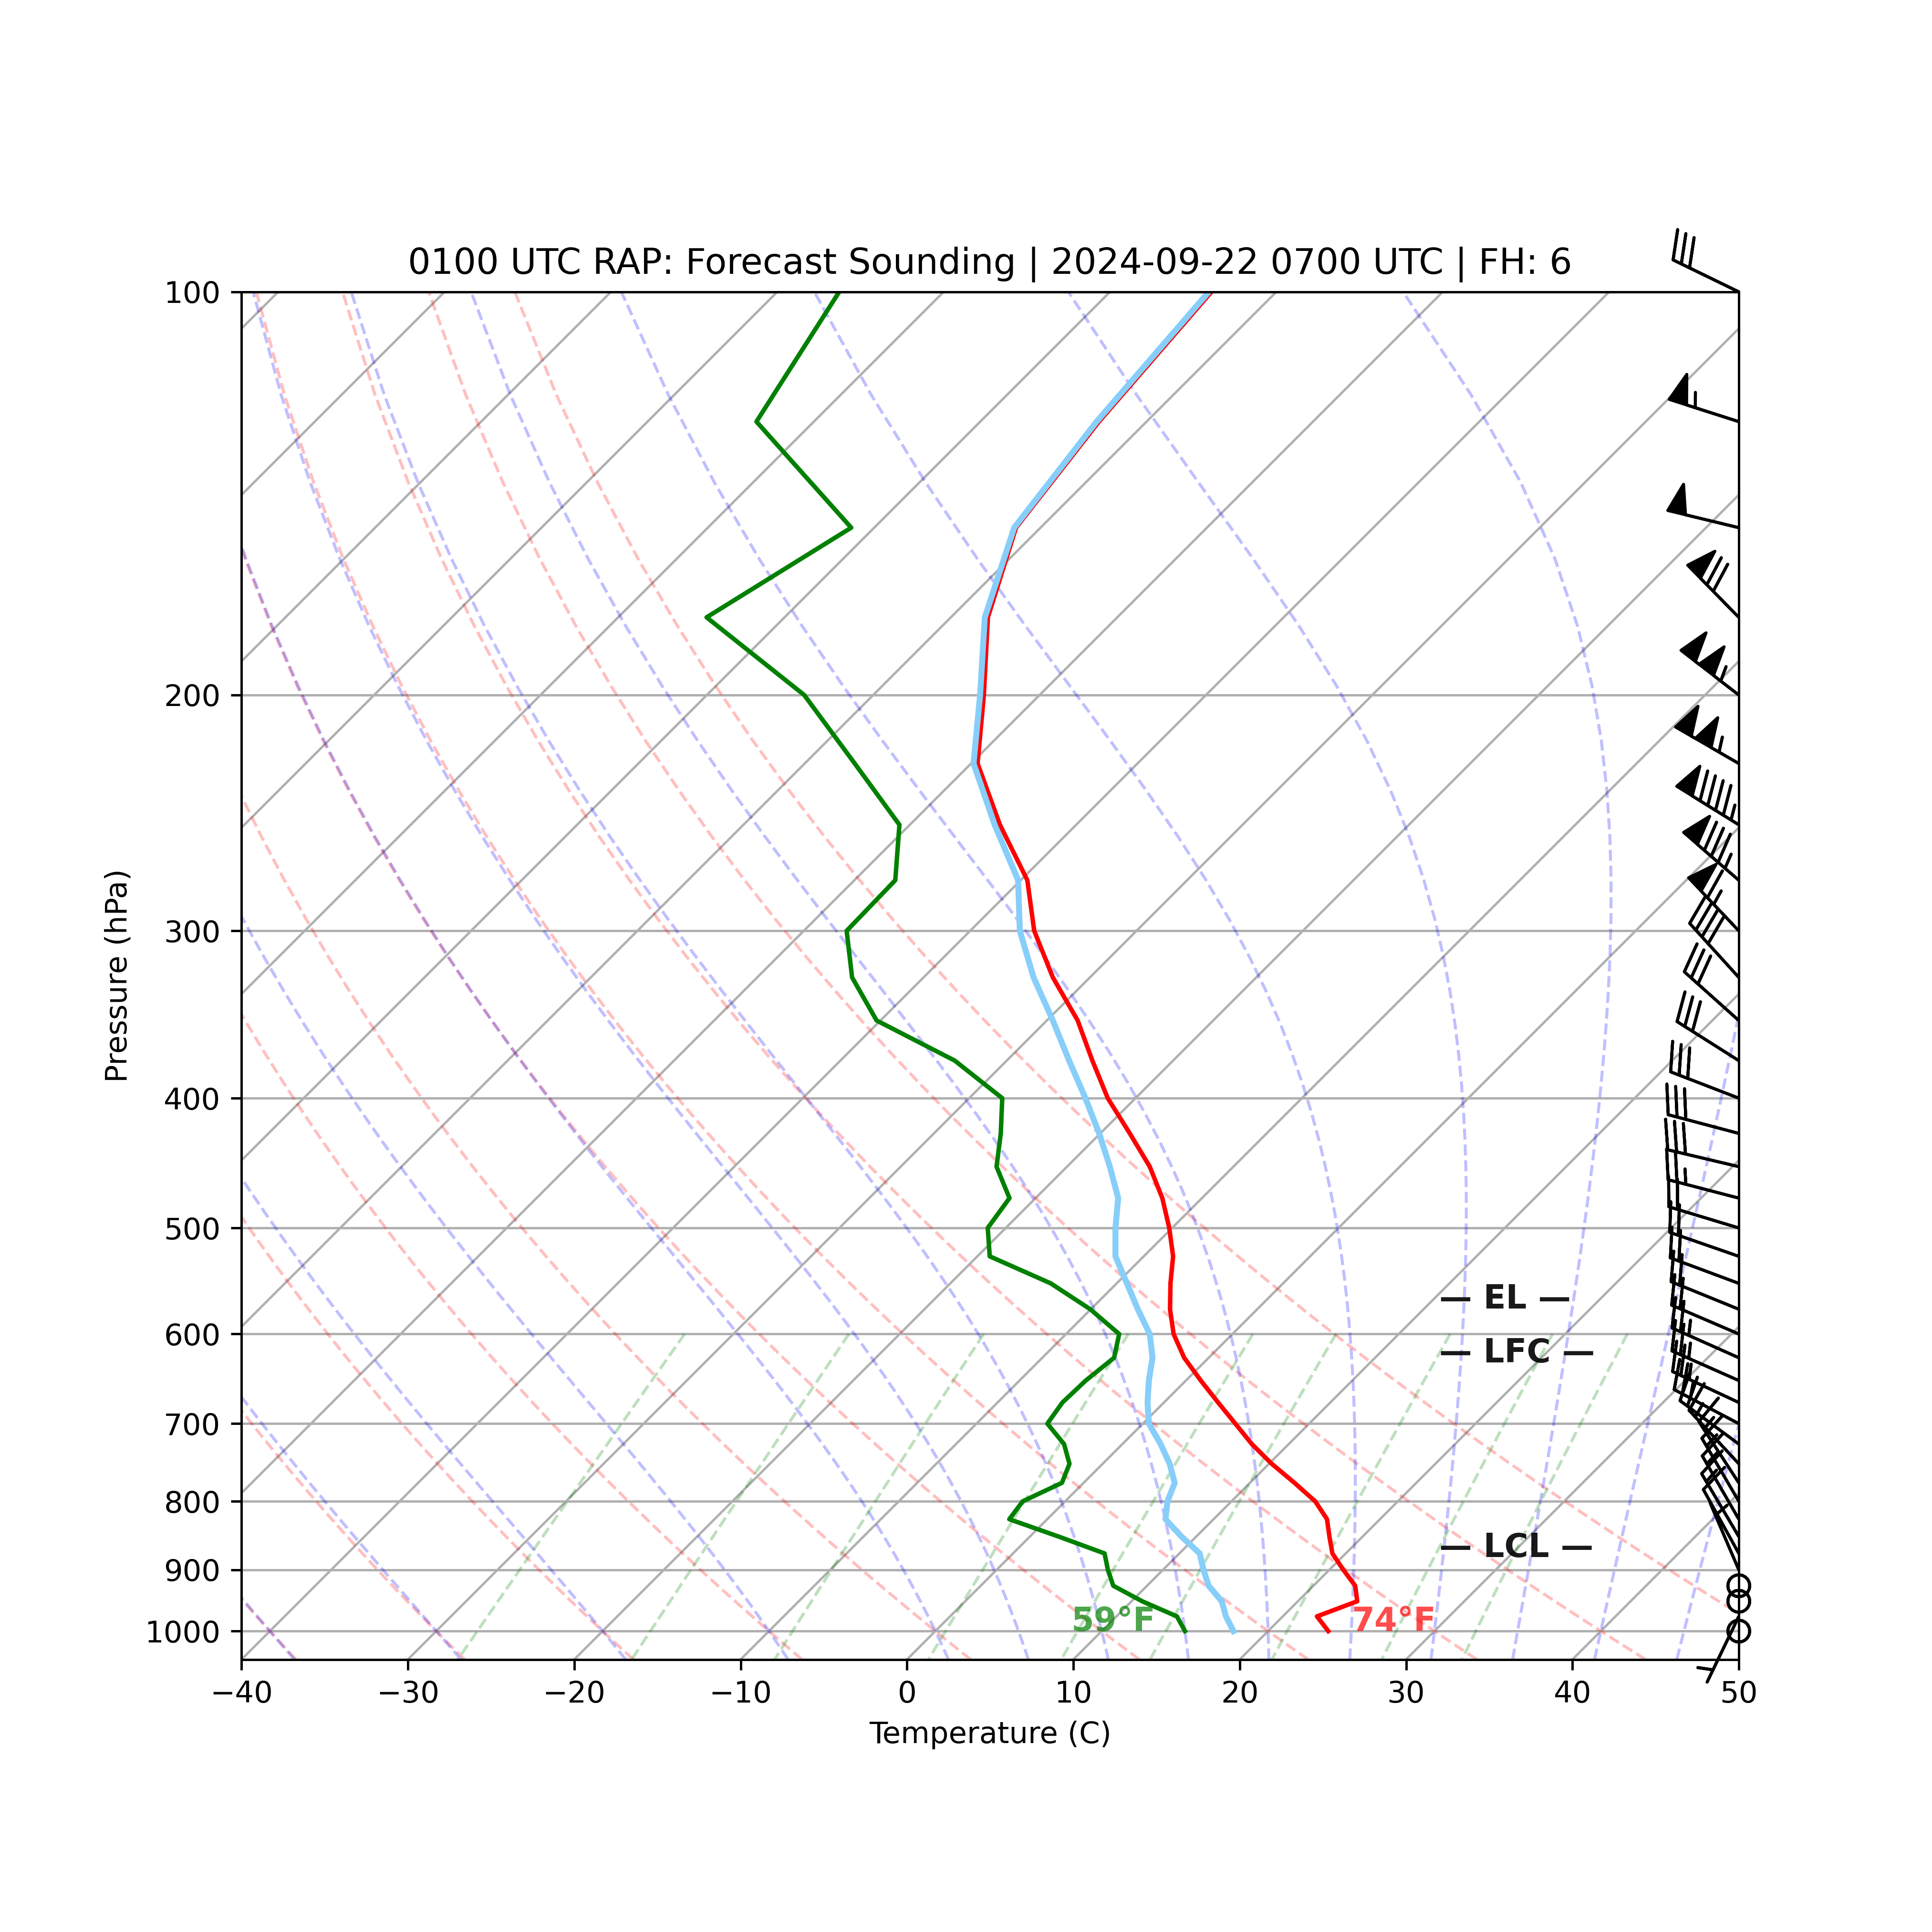 0100 UTC RAP: Forecast Sounding | 2024-09-22 0700 UTC | FH: 6
100
200
300
400
500
600
700
800
900
1000
Pressure (hPa)
— EL —
— LFC —
— LCL —
59°F
74°F
−40
−30
−20
−10
0
10
20
30
40
50
Temperature (C)